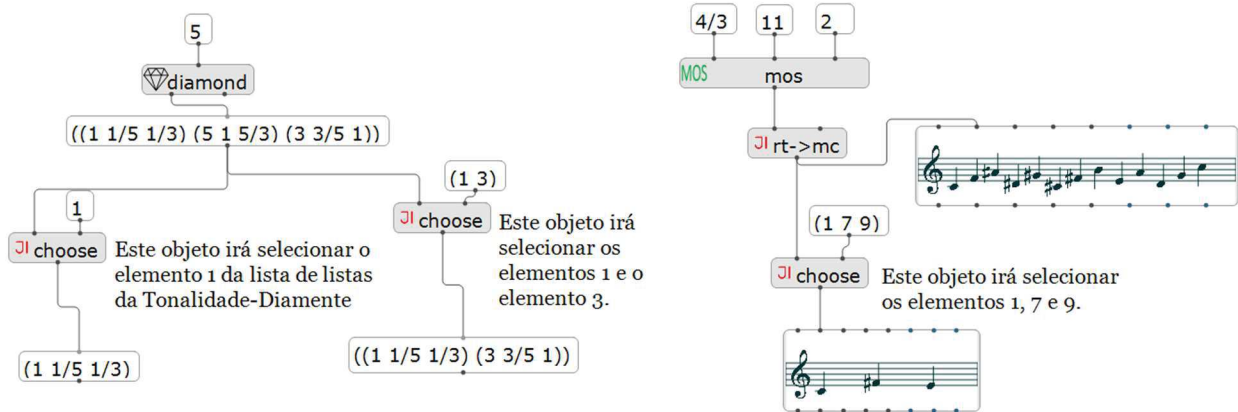 5
diamond
((1 1/5 1/3) (5 1 5/3) (3 3/5 1))
1
JI choose
Este objeto irá selecionar o
elemento 1 da lista de listas
da Tonalidade-Diamente
(1 1/5 1/3)
(1 3)
JI choose
Este objeto irá
selecionar os
elementos 1 e o
elemento 3.
((1 1/5 1/3) (3 3/5 1))
4/3
11
2
MOS mos
JI rt->mc
(1 7 9)
JI choose
Este objeto irá selecionar
os elementos 1, 7 e 9.